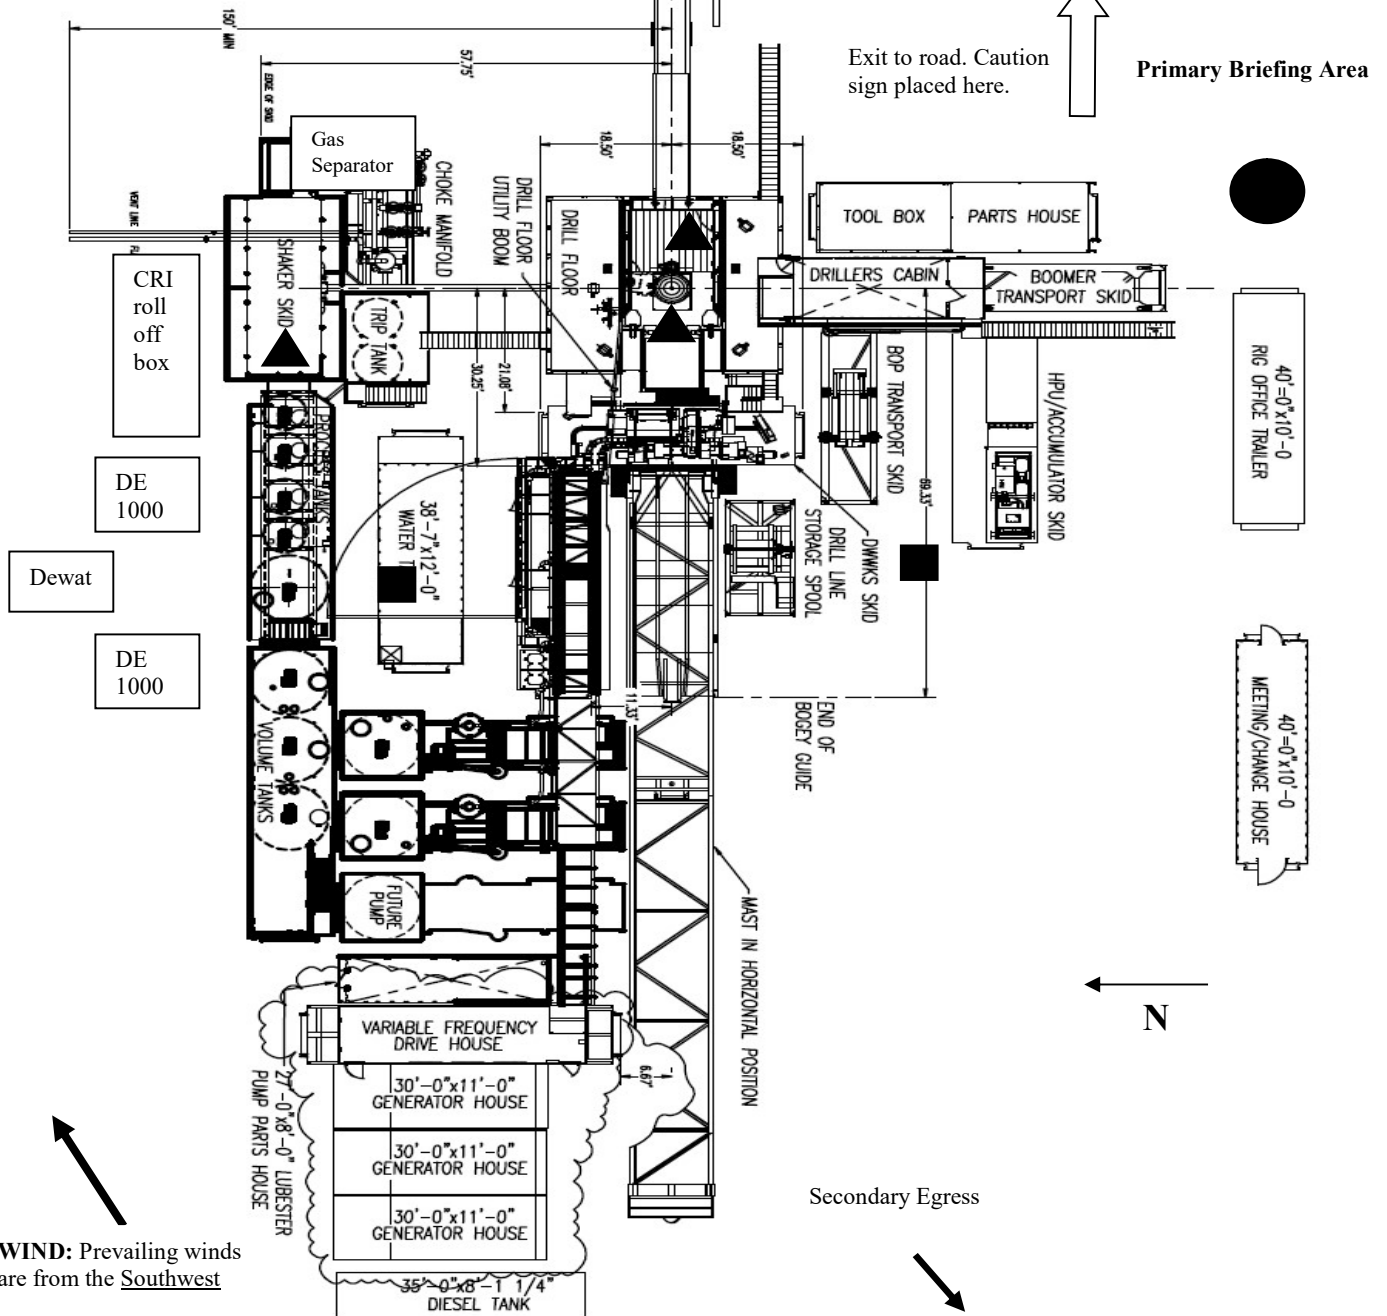 150' MIN
57.75'
EDGE OF SKID
Exit to road. Caution
sign placed here.
Primary Briefing Area
Gas
Separator
CHOKE MANIFOLD
18.50'
18.50'
DRILL FLOOR
UTILITY BOOM
DRILL FLOOR
TOOL BOX
PARTS HOUSE
VENT LINE
SHAKER SKID
DRILLERS CABIN
BOOMER
TRANSPORT SKID
CRI
roll
off
box
TRIP TANK
30.25'
21.08'
BOP TRANSPORT SKID
HPU/ACCUMULATOR SKID
40'=0"x10'-0
RIG OFFICE TRAILER
DE
1000
PROCESS TANKS
38'-7"x12'-0"
WATER
69.33'
DWWKS SKID
DRILL LINE
STORAGE SPOOL
Dewat
DE
1000
11.33'
END OF
BOGEY GUIDE
40'=0"x10'-0
MEETING/CHANGE HOUSE
VOLUME TANKS
FUTURE
PUMP
MAST IN HORIZONTAL POSITION
N
VARIABLE FREQUENCY
DRIVE HOUSE
6.67'
27'-0"x8'-0" LUBESTER
PUMP PARTS HOUSE
30'-0"x11'-0"
GENERATOR HOUSE
30'-0"x11'-0"
GENERATOR HOUSE
30'-0"x11'-0"
GENERATOR HOUSE
Secondary Egress
WIND: Prevailing winds
are from the Southwest
35'-0"x8'-1 1/4"
DIESEL TANK